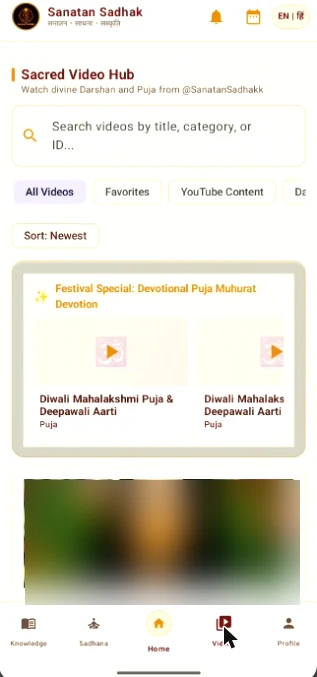 Sanatan Sadhak
सनातन • साधना • संस्कृति
EN | हिं
Sacred Video Hub
Watch divine Darshan and Puja from @SanatanSadhakk
Search videos by title, category, or
ID...
All Videos
Favorites
YouTube Content
Da
Sort: Newest
Festival Special: Devotional Puja Muhurat
Devotion
Diwali Mahalakshmi Puja &
Deepawali Aarti
Puja
Diwali Mahalaks
Deepawali Aarti
Puja
Knowledge
Sadhana
Home
Profile